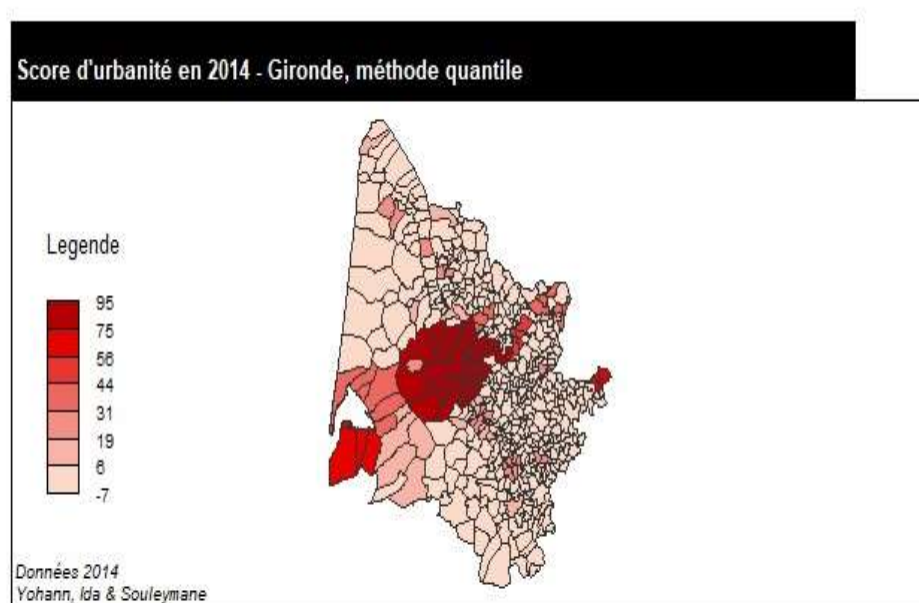 Score d'urbanité en 2014 - Gironde, méthode quantile
Legende
95
75
56
44
31
19
6
-7
Données 2014
Yohann, Ida & Souleymane